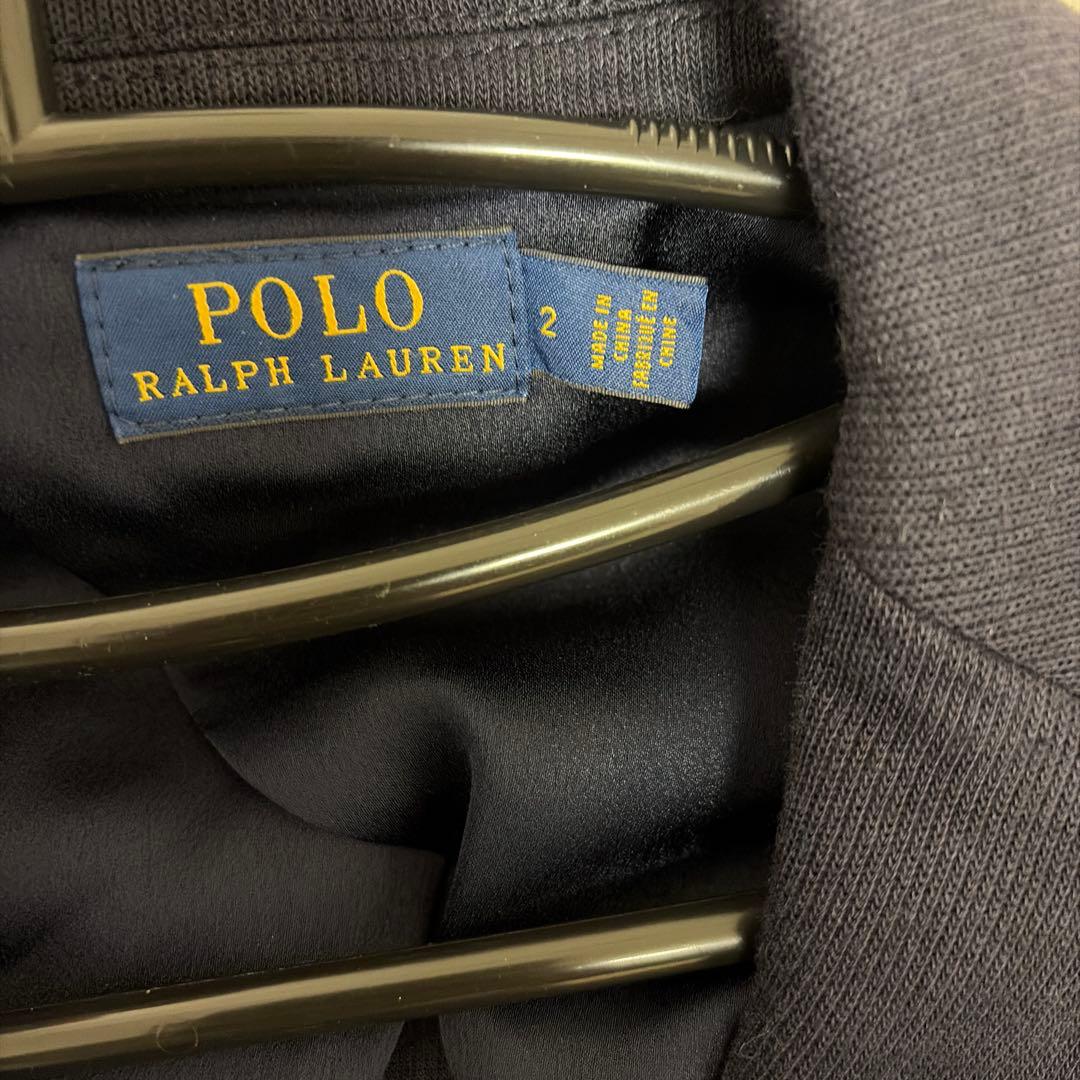 POLO
RALPH LAUREN
2
MADE IN
CHINA
FABRIQUÉ EN
CHINE